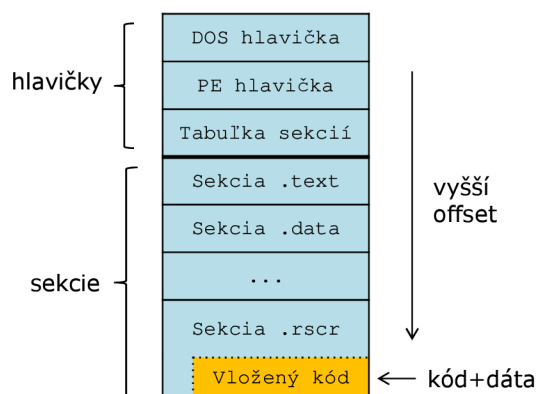 hlavičky
DOS hlavička
PE hlavička
Tabuľka sekcií
sekcie
Sekcia .text
Sekcia .data
...
Sekcia .rscr
Vložený kód
vyšší
offset
kód+dáta